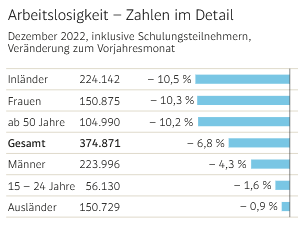 Arbeitslosigkeit – Zahlen im Detail
Dezember 2022, inklusive Schulungsteilnehmern,
Veränderung zum Vorjahresmonat
Inländer 224.142 – 10,5 %
Frauen 150.875 – 10,3 %
ab 50 Jahre 104.990 – 10,2 %
Gesamt 374.871 – 6,8 %
Männer 223.996 – 4,3 %
15 – 24 Jahre 56.130 – 1,6 %
Ausländer 150.729 – 0,9 %